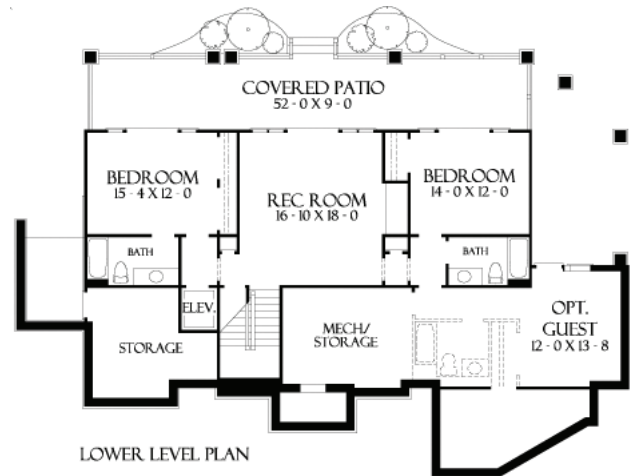 COVERED PATIO
52 - 0 X 9 - 0
BEDROOM
15 - 4 X 12 - 0
REC ROOM
16 - 10 X 18 - 0
BEDROOM
14 - 0 X 12 - 0
BATH
BATH
ELEV.
STORAGE
MECH/
STORAGE
OPT.
GUEST
12 - 0 X 13 - 8
LOWER LEVEL PLAN